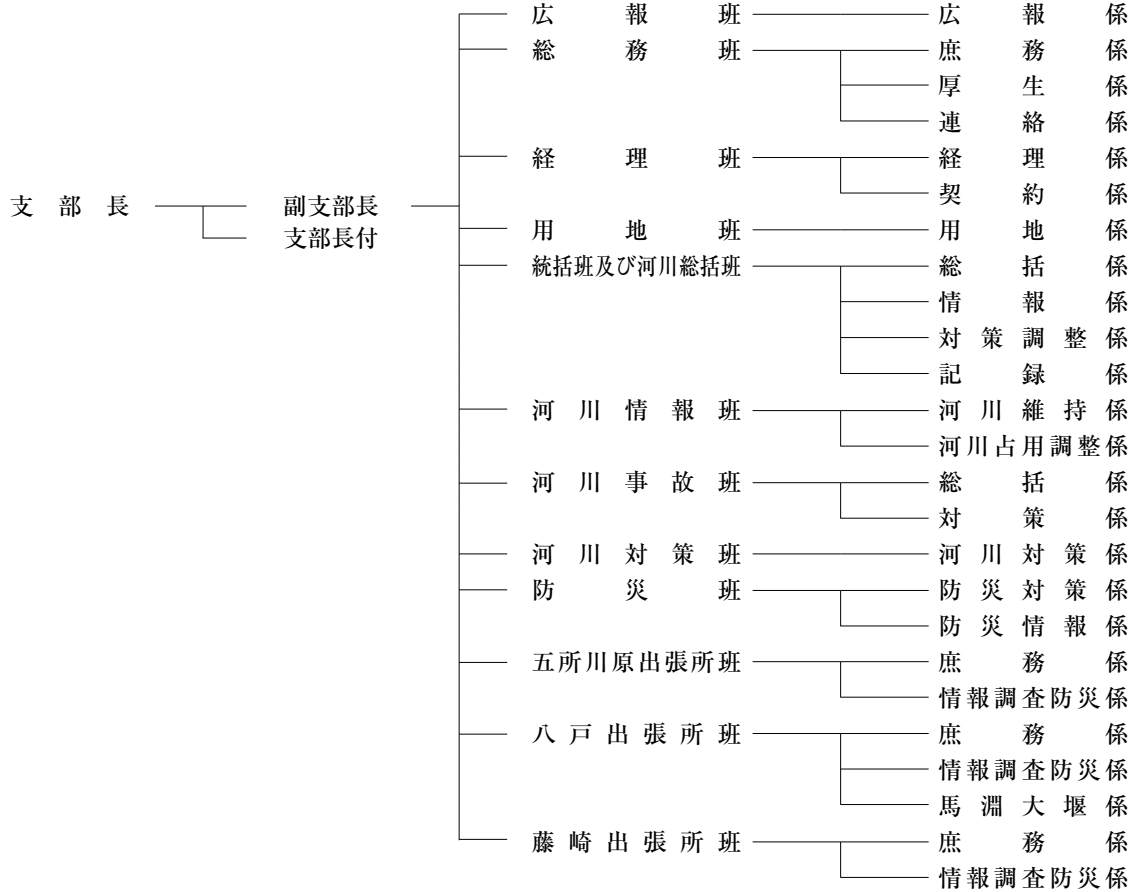 広報班 広報係
総務班 庶務係
厚生係
連絡係
経理班 経理係
契約係
支部長 副支部長
用地班 用地係
支部長付
統括班及び河川総括班 総括係
情報係
対策調整係
記録係
河川情報班 河川維持係
河川占用調整係
河川事故班 総括係
対策係
河川対策班 河川対策係
防災班 防災対策係
防災情報係
五所川原出張所班 庶務係
情報調査防災係
八戸出張所班 庶務係
情報調査防災係
馬淵大堰係
藤崎出張所班 庶務係
情報調査防災係